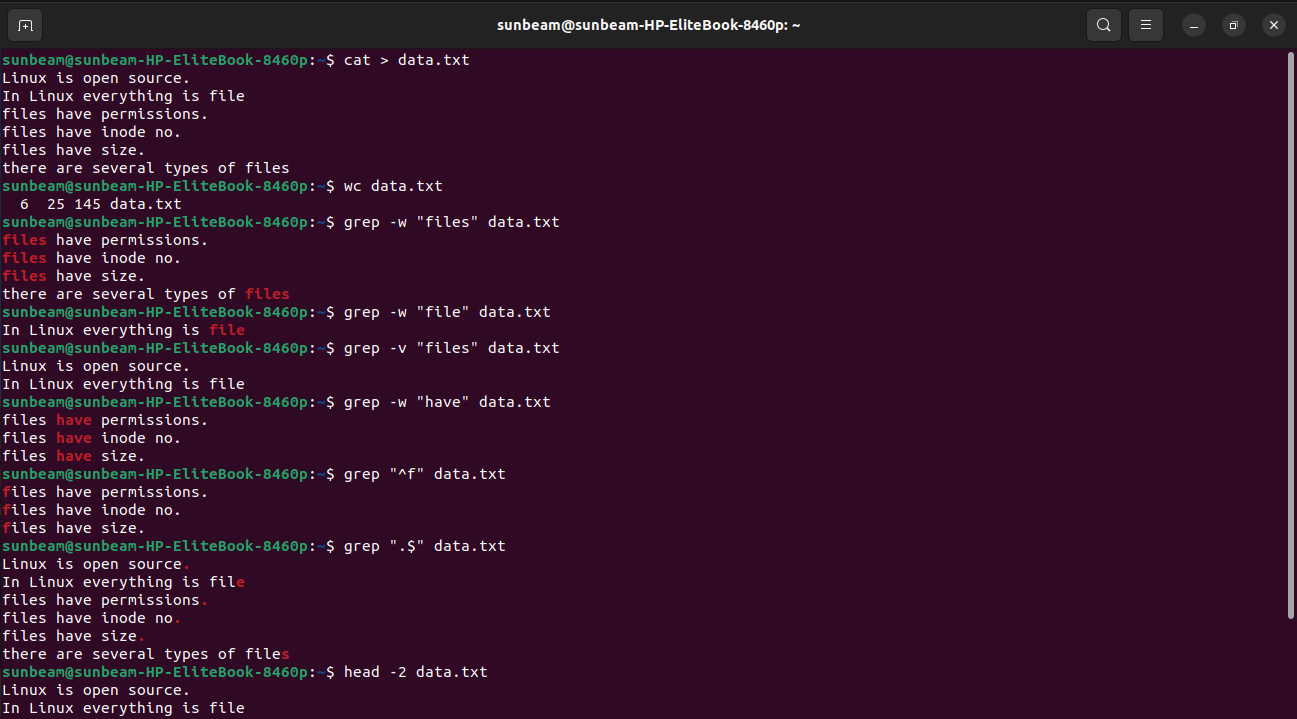 sunbeam@sunbeam-HP-EliteBook-8460p: ~
sunbeam@sunbeam-HP-EliteBook-8460p:~$ cat > data.txt
Linux is open source.
In Linux everything is file
files have permissions.
files have inode no.
files have size.
there are several types of files
sunbeam@sunbeam-HP-EliteBook-8460p:~$ wc data.txt
  6  25 145 data.txt
sunbeam@sunbeam-HP-EliteBook-8460p:~$ grep -w "files" data.txt
files have permissions.
files have inode no.
files have size.
there are several types of files
sunbeam@sunbeam-HP-EliteBook-8460p:~$ grep -w "file" data.txt
In Linux everything is file
sunbeam@sunbeam-HP-EliteBook-8460p:~$ grep -v "files" data.txt
Linux is open source.
In Linux everything is file
sunbeam@sunbeam-HP-EliteBook-8460p:~$ grep -w "have" data.txt
files have permissions.
files have inode no.
files have size.
sunbeam@sunbeam-HP-EliteBook-8460p:~$ grep "^f" data.txt
files have permissions.
files have inode no.
files have size.
sunbeam@sunbeam-HP-EliteBook-8460p:~$ grep ".$" data.txt
Linux is open source.
In Linux everything is file
files have permissions.
files have inode no.
files have size.
there are several types of files
sunbeam@sunbeam-HP-EliteBook-8460p:~$ head -2 data.txt
Linux is open source.
In Linux everything is file